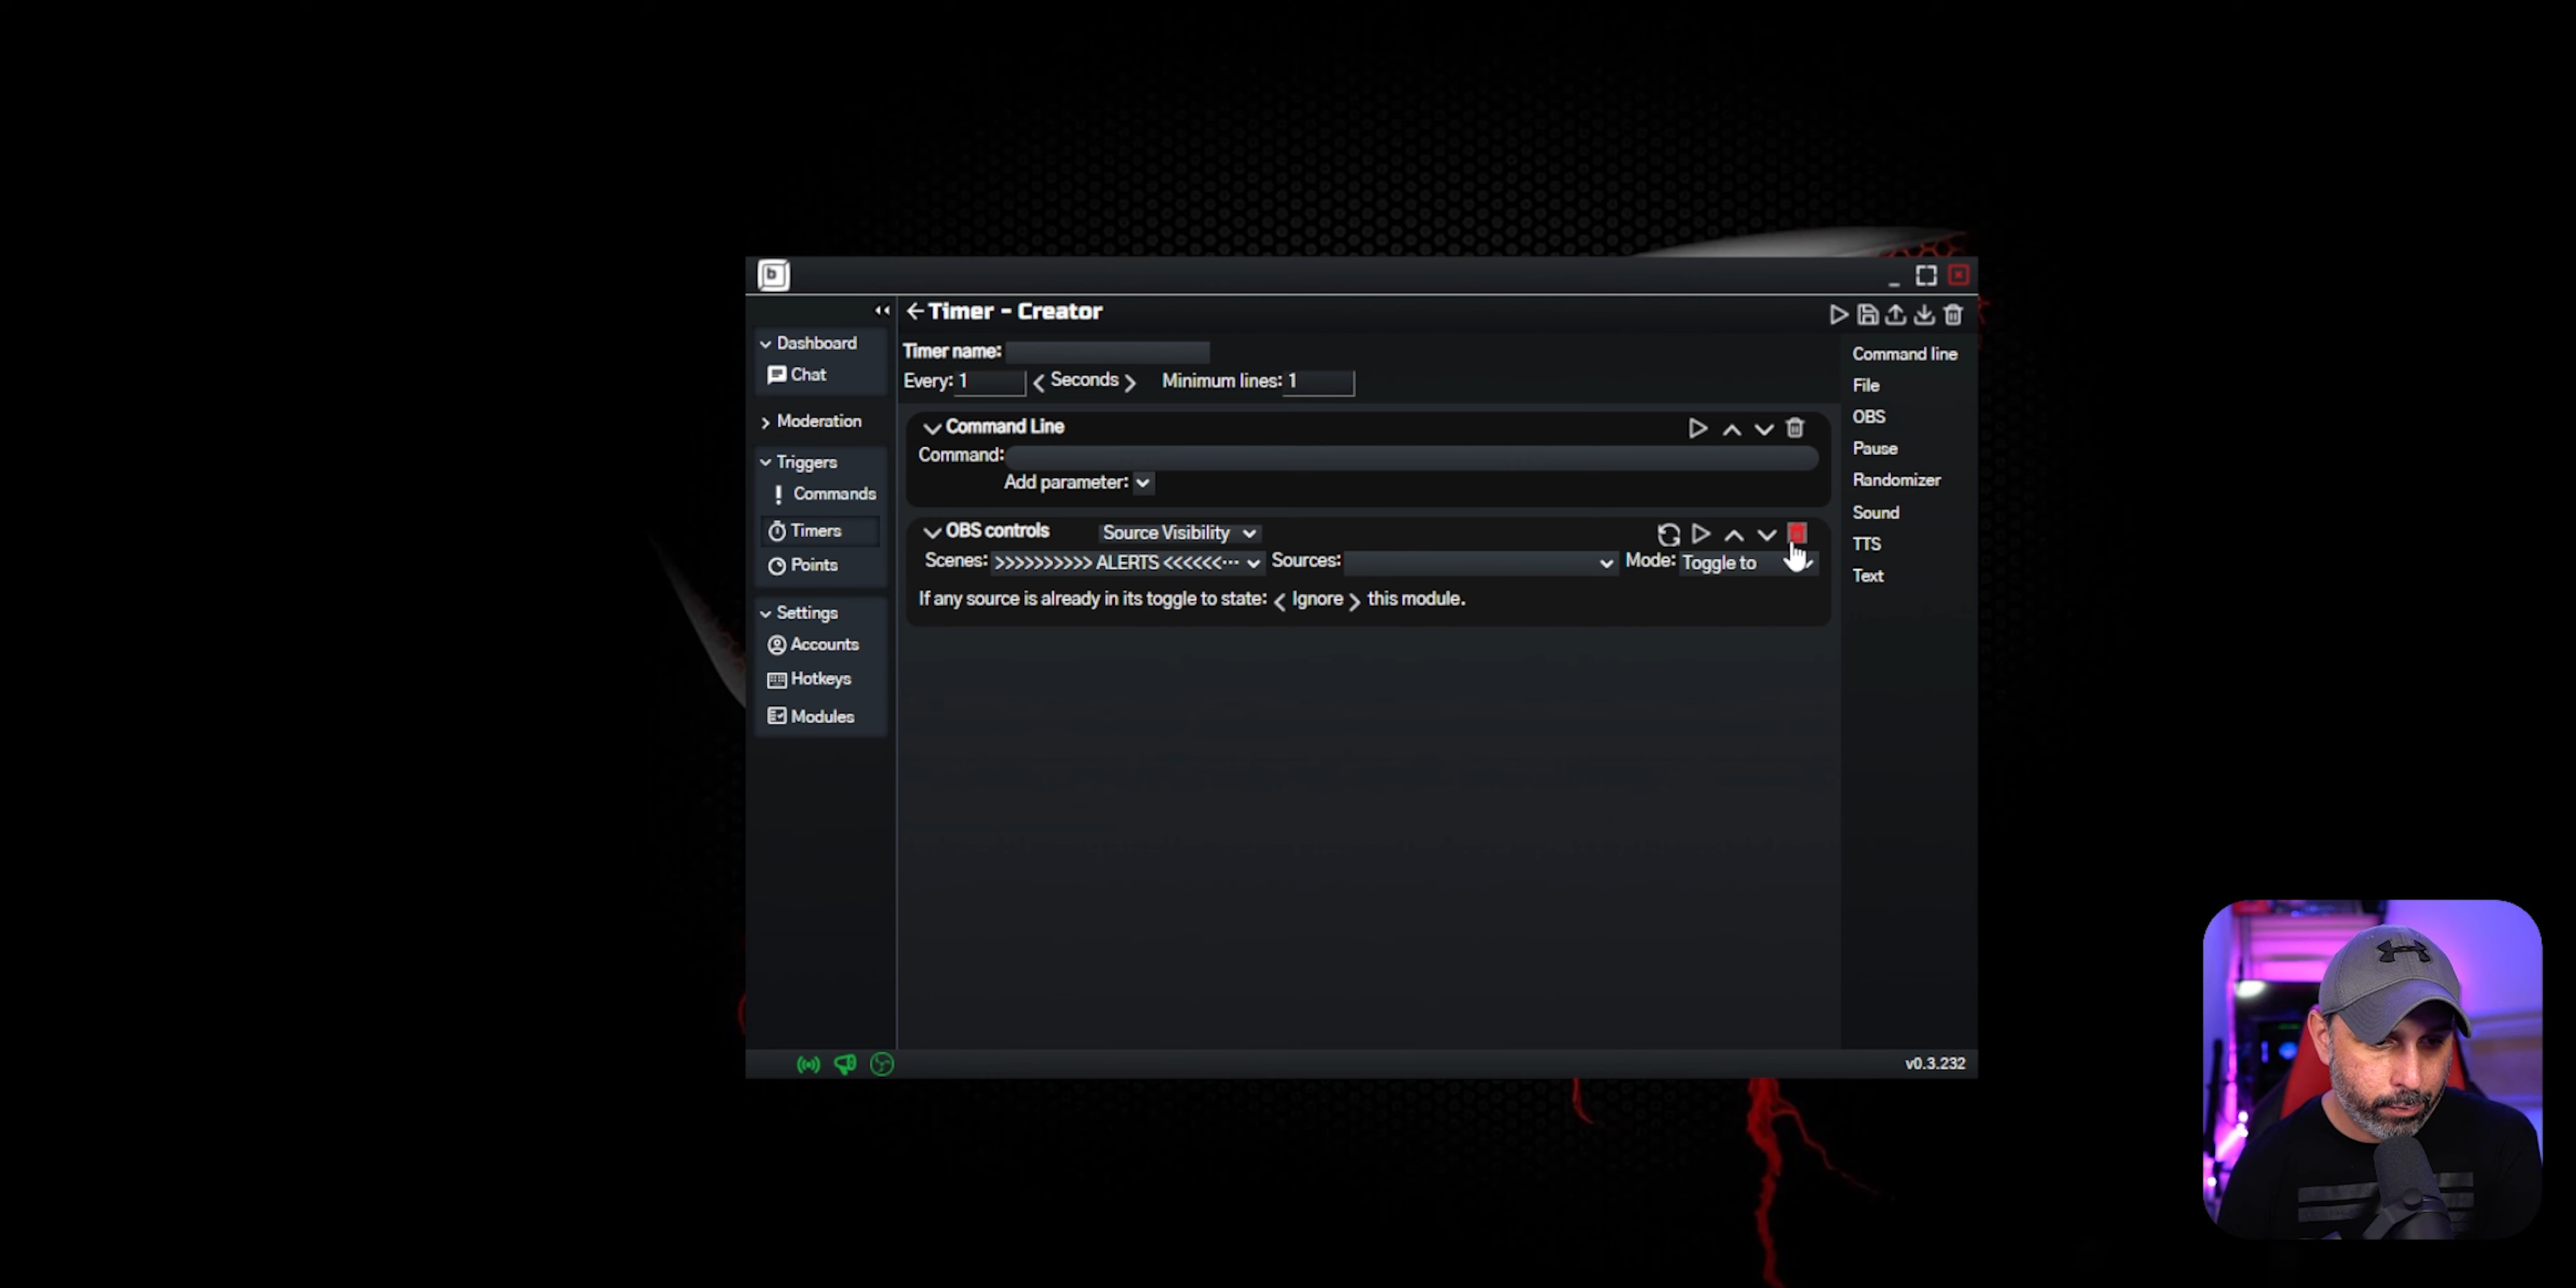 b
Timer - Creator
Dashboard
Chat
Moderation
Triggers
Commands
Timers
Points
Settings
Accounts
Hotkeys
Modules
Timer name:
Every: 1 < Seconds > Minimum lines: 1
Command Line
Command:
Add parameter:
OBS controls Source Visibility
Scenes: >>>>>>>>>> ALERTS <<<<<<··· Sources: Mode: Toggle to
If any source is already in its toggle to state: < Ignore > this module.
Command line
File
OBS
Pause
Randomizer
Sound
TTS
Text
v0.3.232